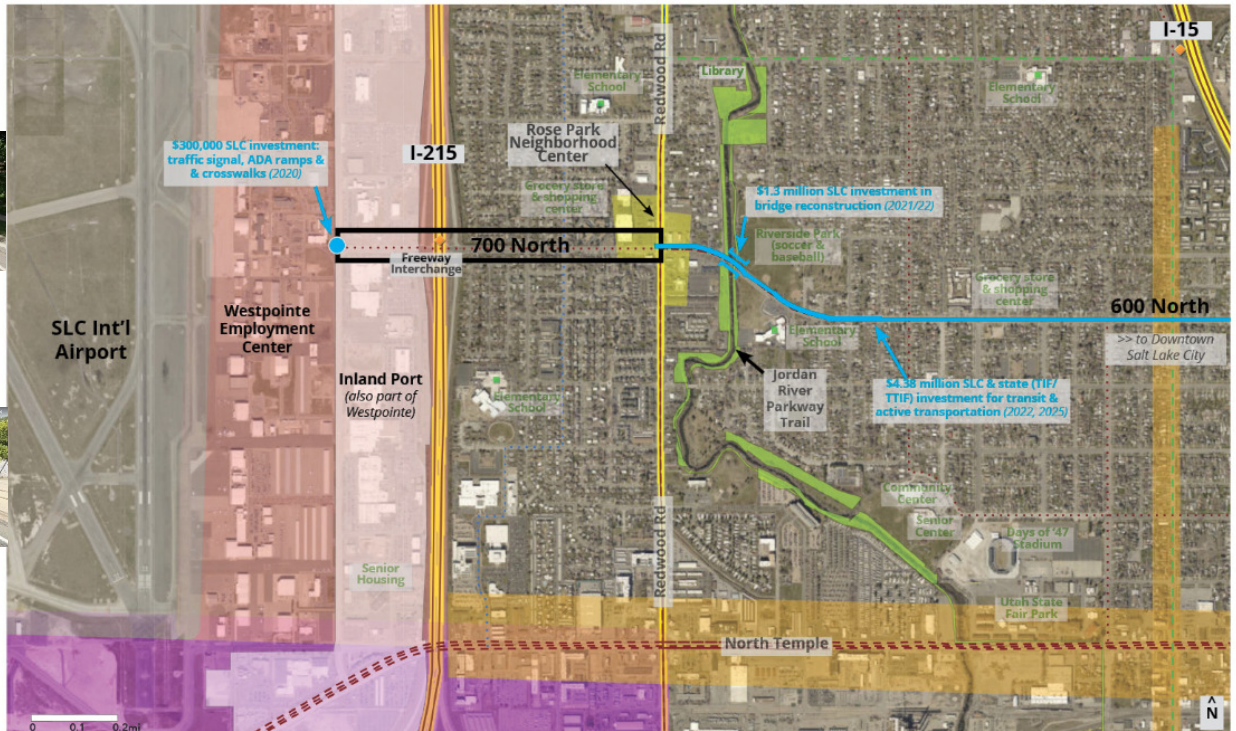 I-15
Redwood Rd
Library
Elementary
School
Elementary
School
Rose Park
Neighborhood
Center
$300,000 SLC investment:
traffic signal, ADA ramps &
& crosswalks (2020)
I-215
Grocery store
& shopping
center
$1.3 million SLC investment in
bridge reconstruction (2021/22)
Riverside Park
(soccer &
baseball)
700 North
Freeway
Interchange
Grocery store
& shopping
center
600 North
>> to Downtown
Salt Lake City
Westpointe
Employment
Center
SLC Int'l
Airport
Elementary
School
Inland Port
(also part of
Westpointe)
Jordan
River
Parkway
Trail
$4.38 million SLC & state (TIF/
TTIF) investment for transit &
active transportation (2022, 2025)
Elementary
School
Community
Center
Senior
Center
Days of '47
Stadium
Redwood Rd
Senior
Housing
Utah State
Fair Park
North Temple
N
0 0.1 0.2mi